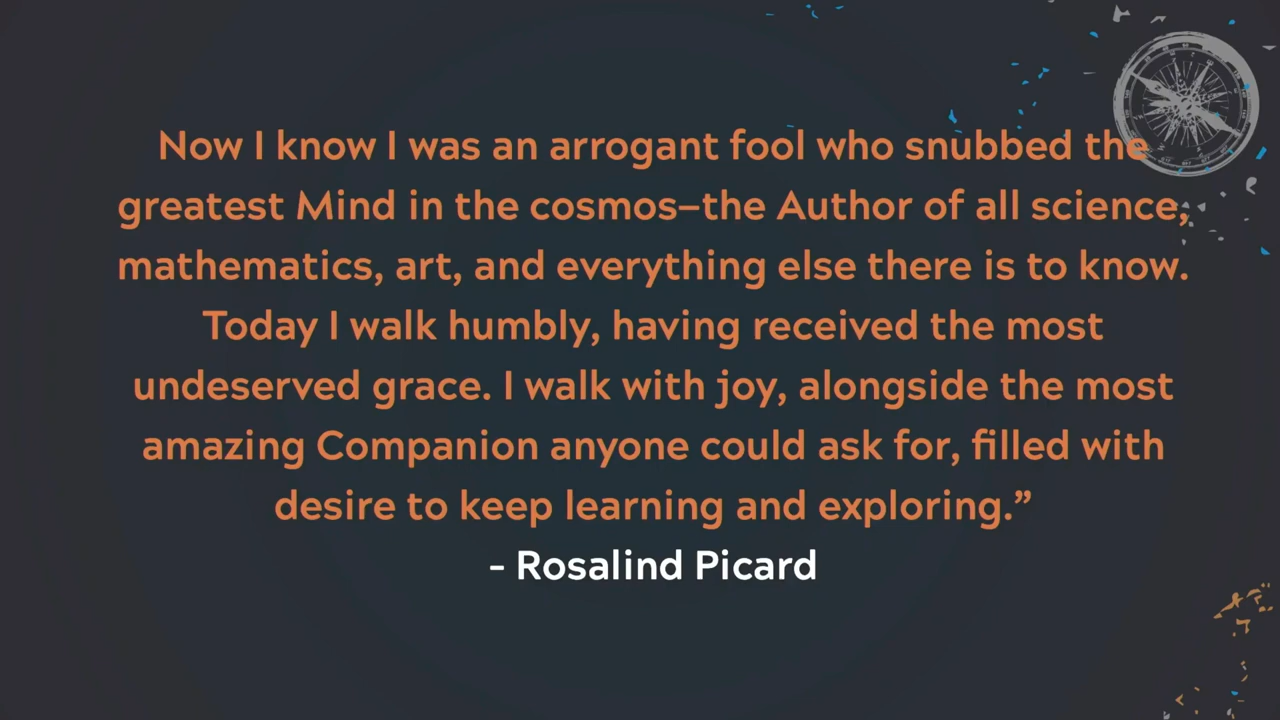 Now I know I was an arrogant fool who snubbed the
greatest Mind in the cosmos—the Author of all science,
mathematics, art, and everything else there is to know.
Today I walk humbly, having received the most
undeserved grace. I walk with joy, alongside the most
amazing Companion anyone could ask for, filled with
desire to keep learning and exploring.”
- Rosalind Picard